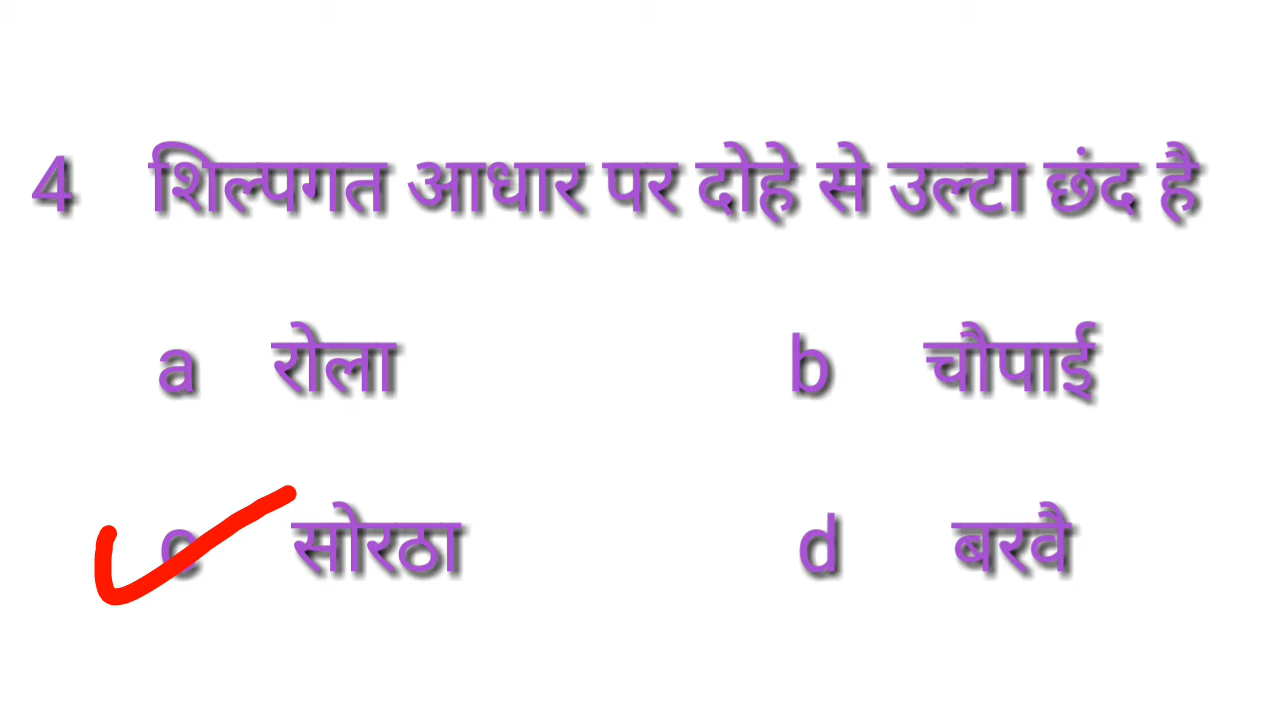 4 शिल्पगत आधार पर दोहे से उल्टा छंद है
a रोला b चौपाई
c सोरठा d बरवै